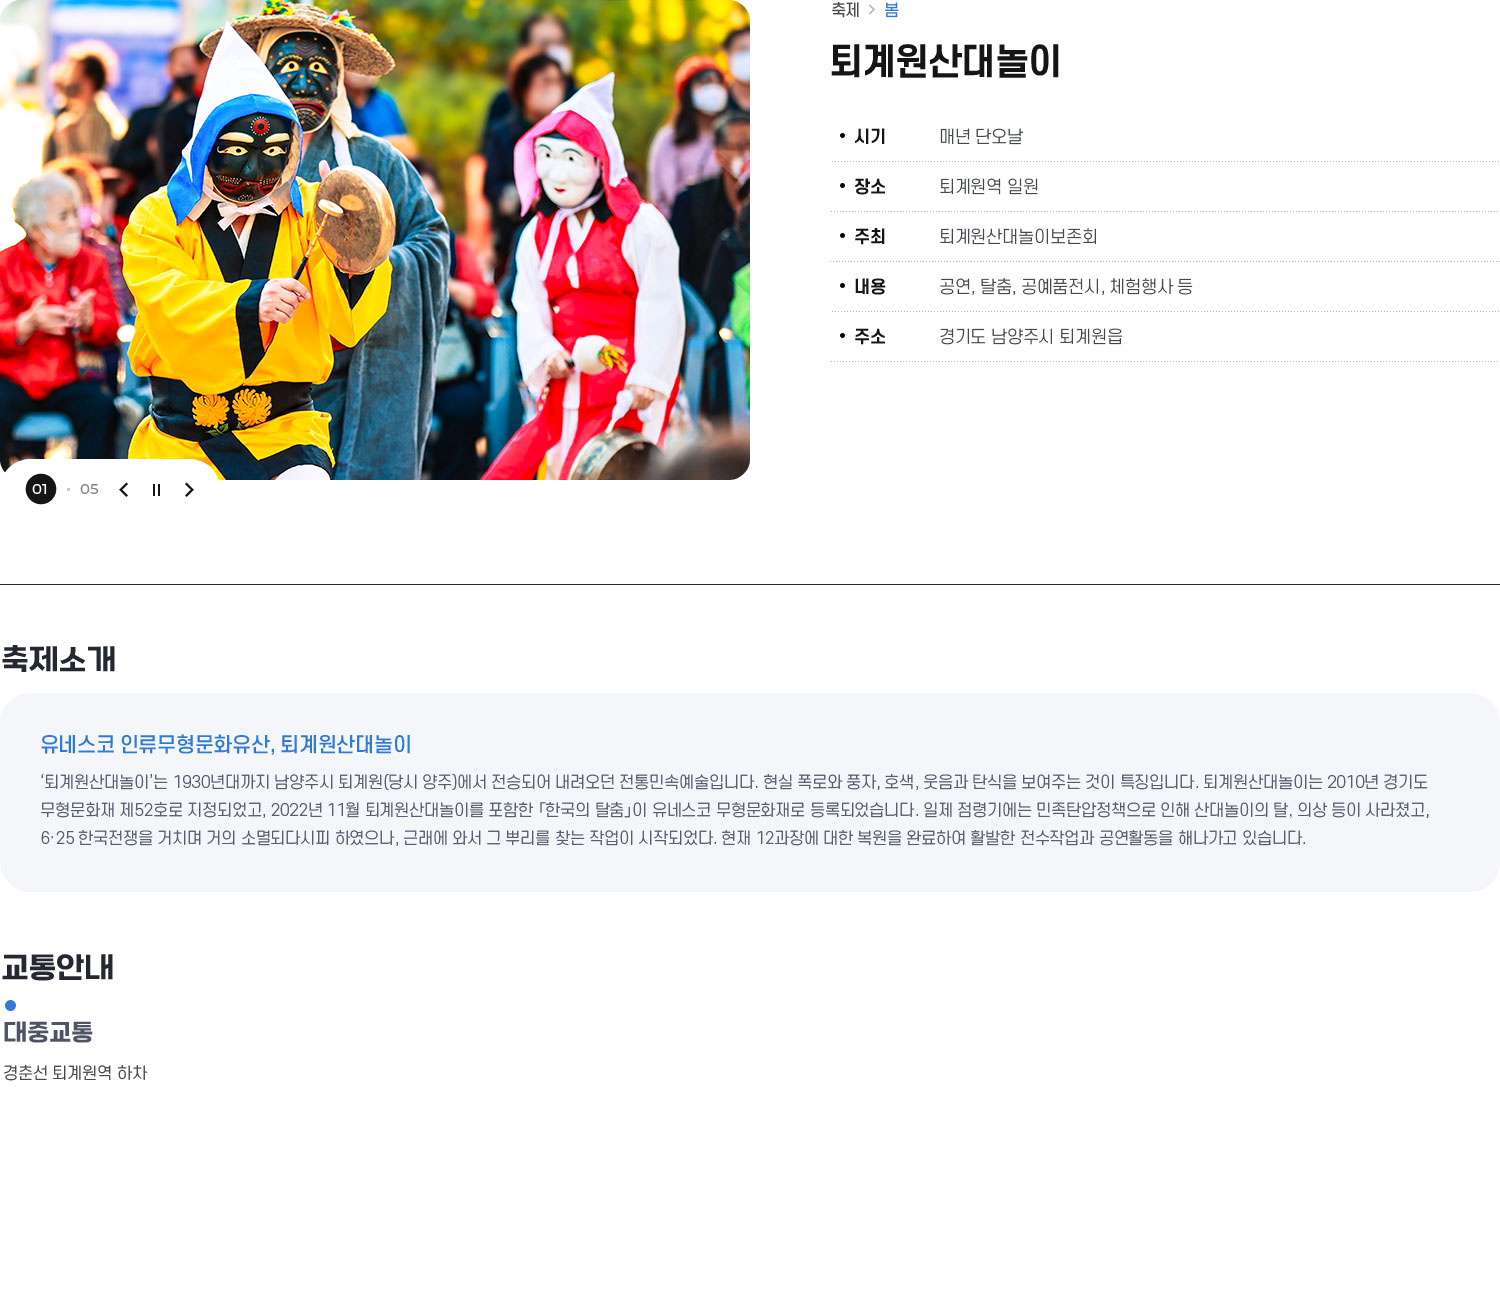 축제 > 봄
퇴계원산대놀이
• 시기 매년 단오날
• 장소 퇴계원역 일원
• 주최 퇴계원산대놀이보존회
• 내용 공연, 탈춤, 공예품전시, 체험행사 등
• 주소 경기도 남양주시 퇴계원읍
01 • 05
축제소개
유네스코 인류무형문화유산, 퇴계원산대놀이
‘퇴계원산대놀이’는 1930년대까지 남양주시 퇴계원(당시 양주)에서 전승되어 내려오던 전통민속예술입니다. 현실 폭로와 풍자, 호색, 웃음과 탄식을 보여주는 것이 특징입니다. 퇴계원산대놀이는 2010년 경기도
무형문화재 제52호로 지정되었고, 2022년 11월 퇴계원산대놀이를 포함한 「한국의 탈춤」이 유네스코 무형문화재로 등록되었습니다. 일제 점령기에는 민족탄압정책으로 인해 산대놀이의 탈, 의상 등이 사라졌고,
6·25 한국전쟁을 거치며 거의 소멸되다시피 하였으나, 근래에 와서 그 뿌리를 찾는 작업이 시작되었다. 현재 12과장에 대한 복원을 완료하여 활발한 전수작업과 공연활동을 해나가고 있습니다.
교통안내
대중교통
경춘선 퇴계원역 하차